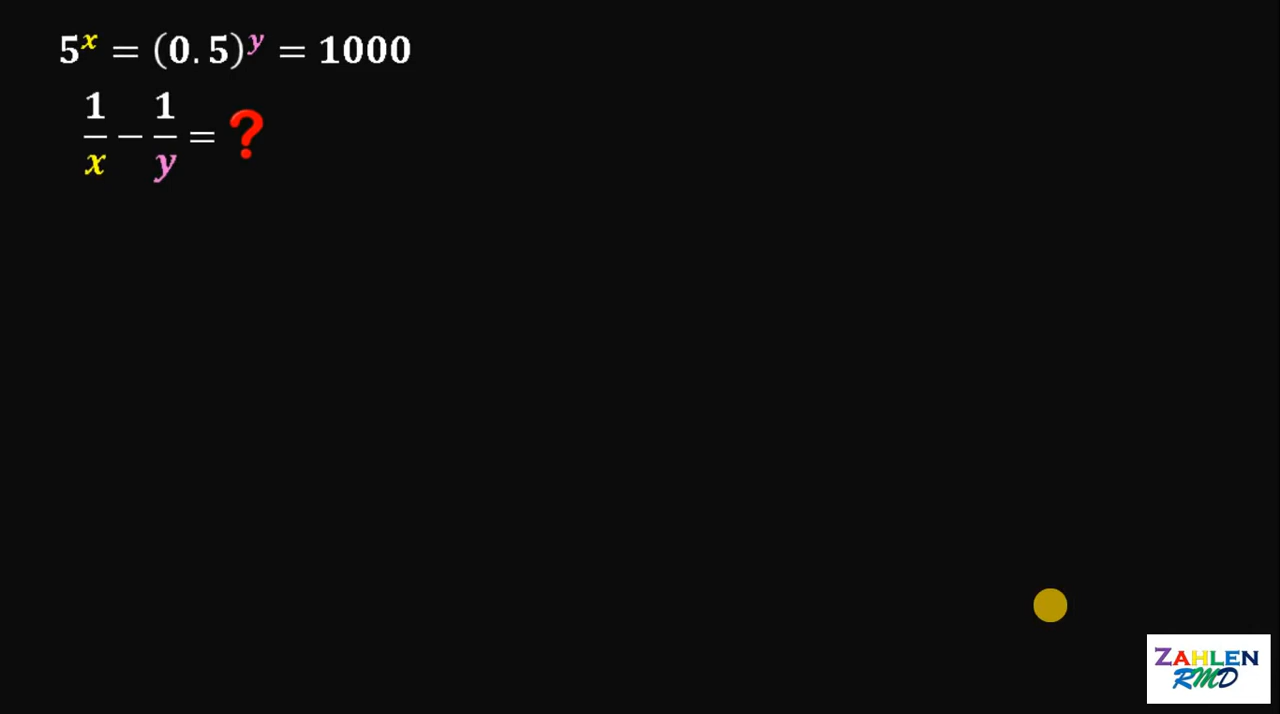 5^x = (0.5)^y = 1000
1/x − 1/y = ❓
ZAHLEN
RMD